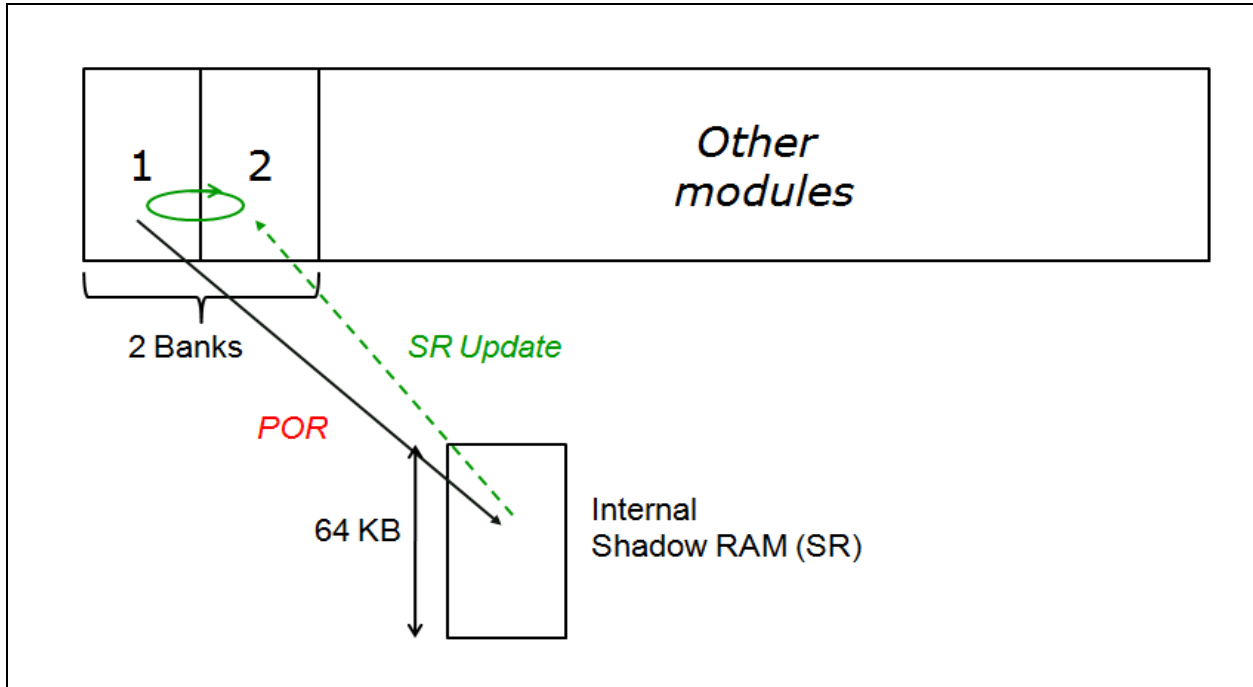 1
2
Other
modules
2 Banks
SR Update
POR
64 KB
Internal
Shadow RAM (SR)